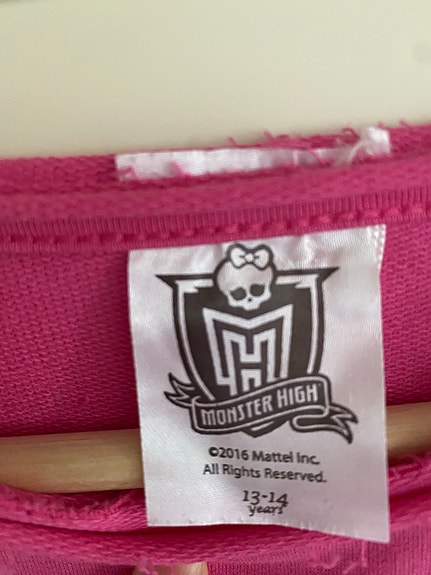 MH
MONSTER HIGH
©2016 Mattel Inc.
All Rights Reserved.
13-14
years